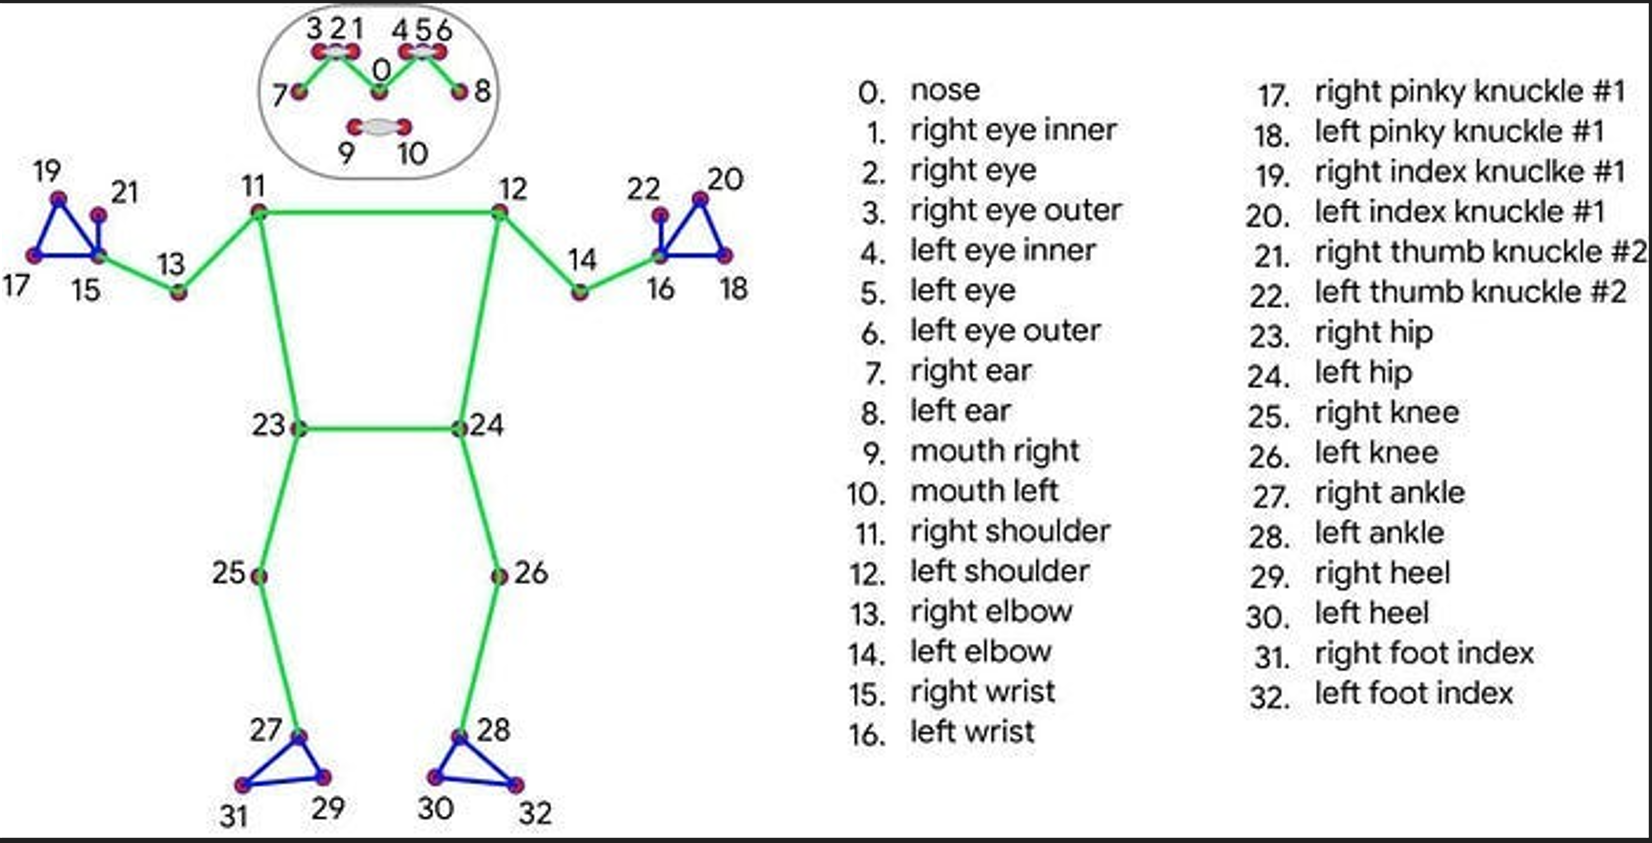 3 2 1 4 5 6
0
7 8
9 10
19 21 11 12 22 20
17 15 13 14 16 18
23 24
25 26
27 28
31 29 30 32
0. nose
1. right eye inner
2. right eye
3. right eye outer
4. left eye inner
5. left eye
6. left eye outer
7. right ear
8. left ear
9. mouth right
10. mouth left
11. right shoulder
12. left shoulder
13. right elbow
14. left elbow
15. right wrist
16. left wrist
17. right pinky knuckle #1
18. left pinky knuckle #1
19. right index knuclke #1
20. left index knuckle #1
21. right thumb knuckle #2
22. left thumb knuckle #2
23. right hip
24. left hip
25. right knee
26. left knee
27. right ankle
28. left ankle
29. right heel
30. left heel
31. right foot index
32. left foot index